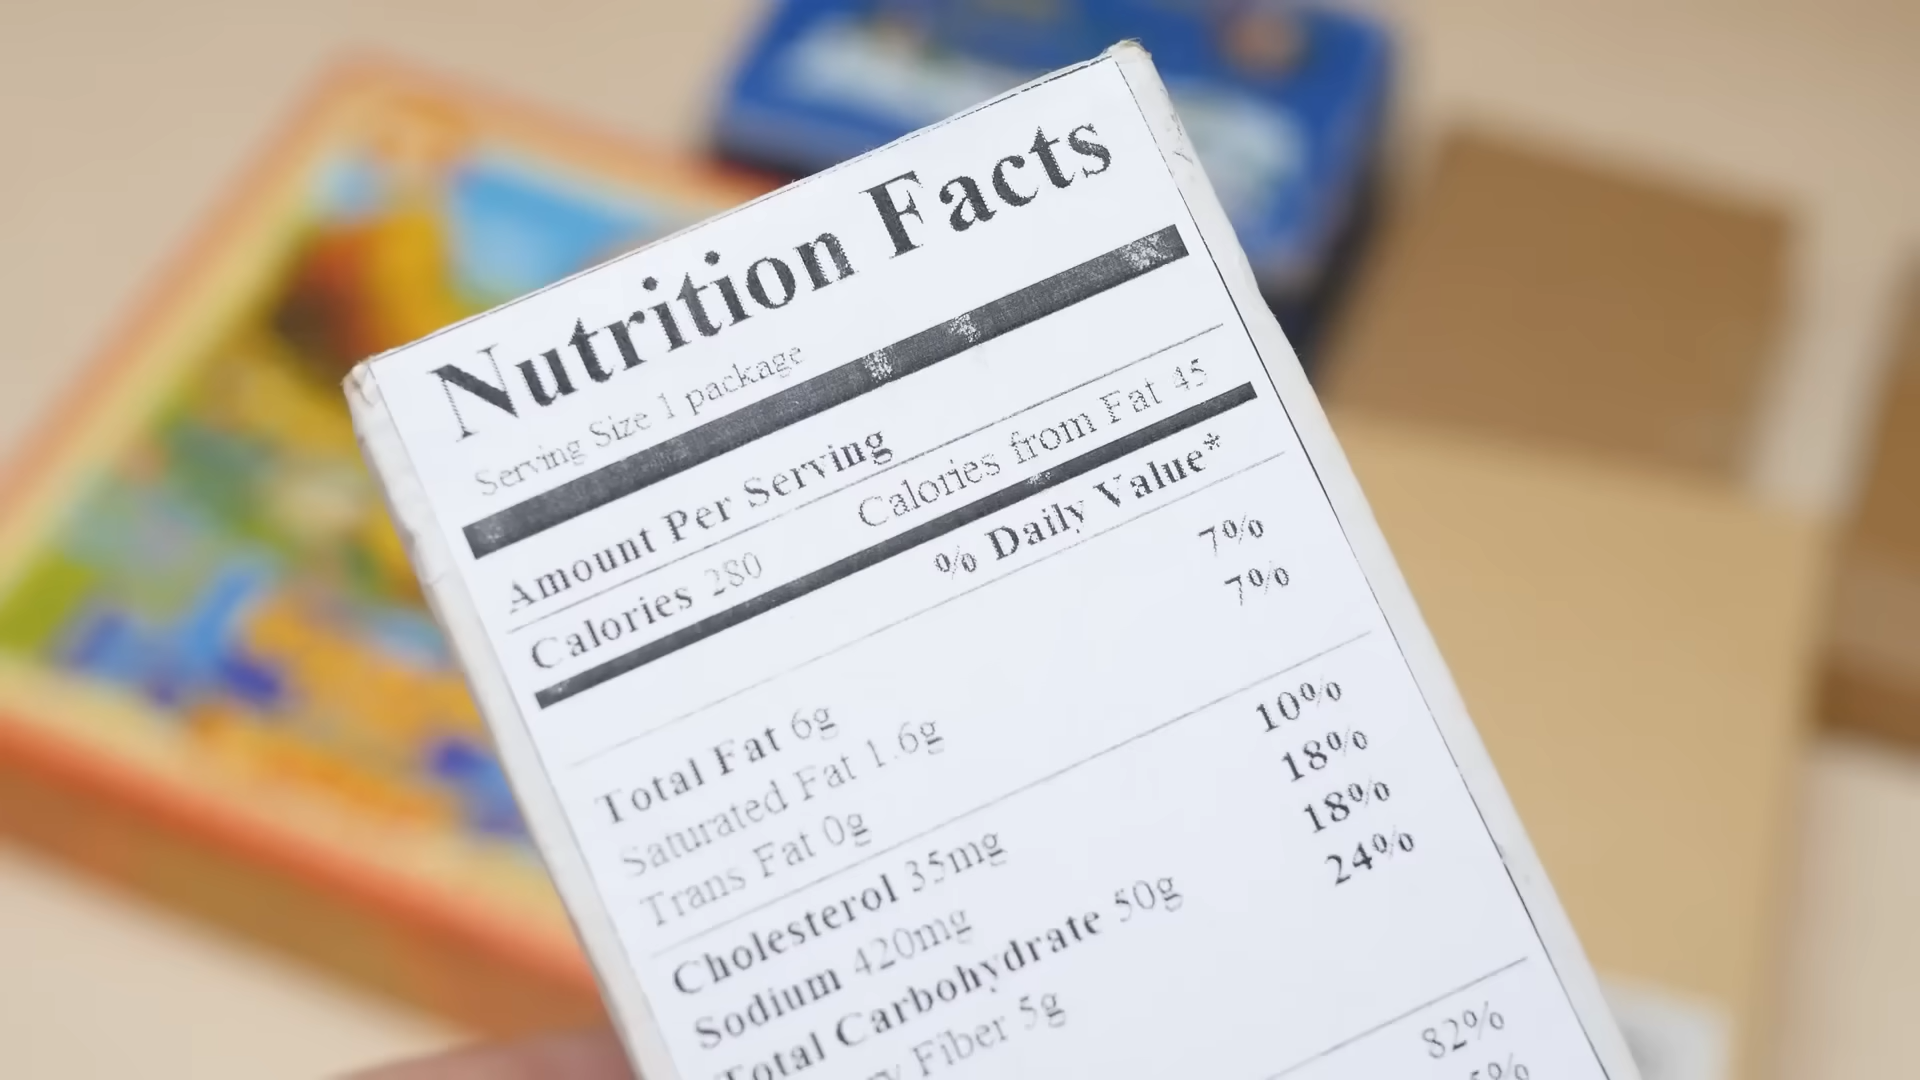 Nutrition Facts
Serving Size 1 package
Amount Per Serving
Calories 280 Calories from Fat 45
% Daily Value*
Total Fat 6g 7%
Saturated Fat 1.6g 7%
Trans Fat 0g
Cholesterol 35mg 10%
Sodium 420mg 18%
Total Carbohydrate 50g 18%
Fiber 5g 24%
82%